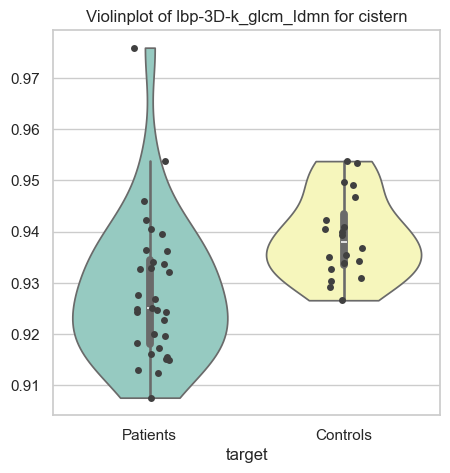 Violinplot of lbp-3D-k_glcm_Idmn for cistern
0.97
0.96
0.95
0.94
0.93
0.92
0.91
Patients
Controls
target